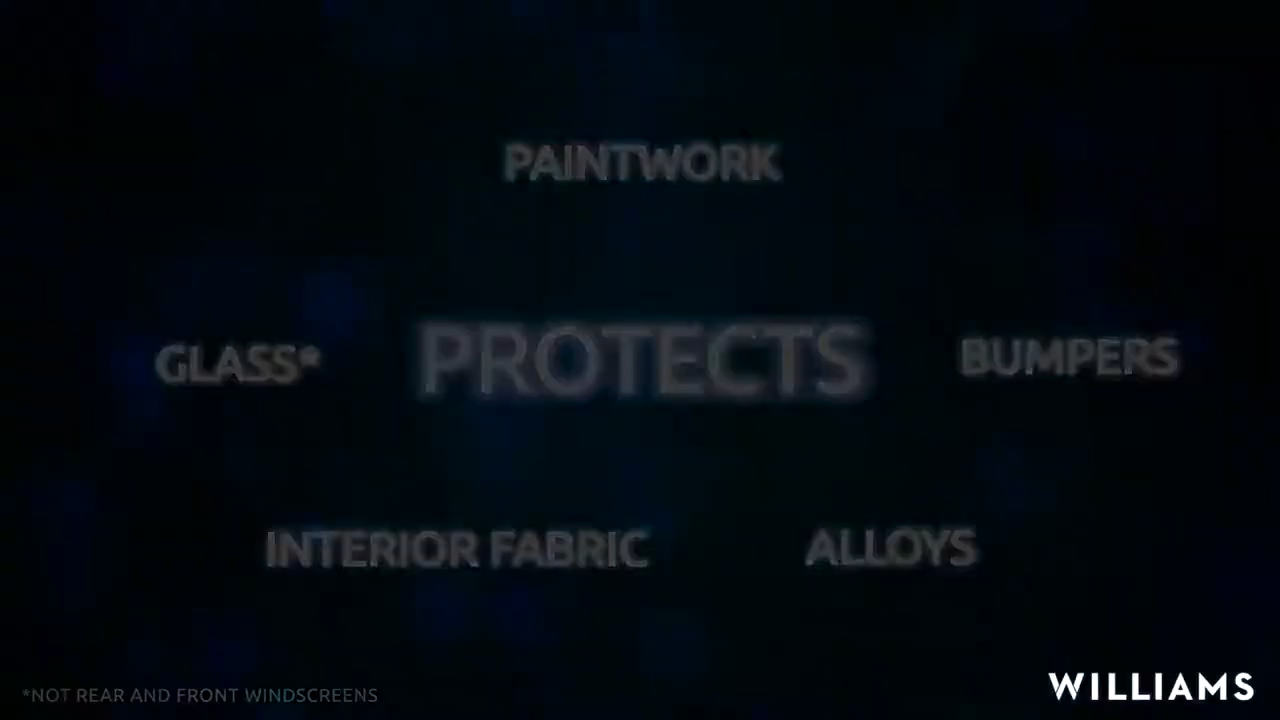 PAINTWORK
GLASS*
PROTECTS
BUMPERS
INTERIOR FABRIC
ALLOYS
*NOT REAR AND FRONT WINDSCREENS
WILLIAMS